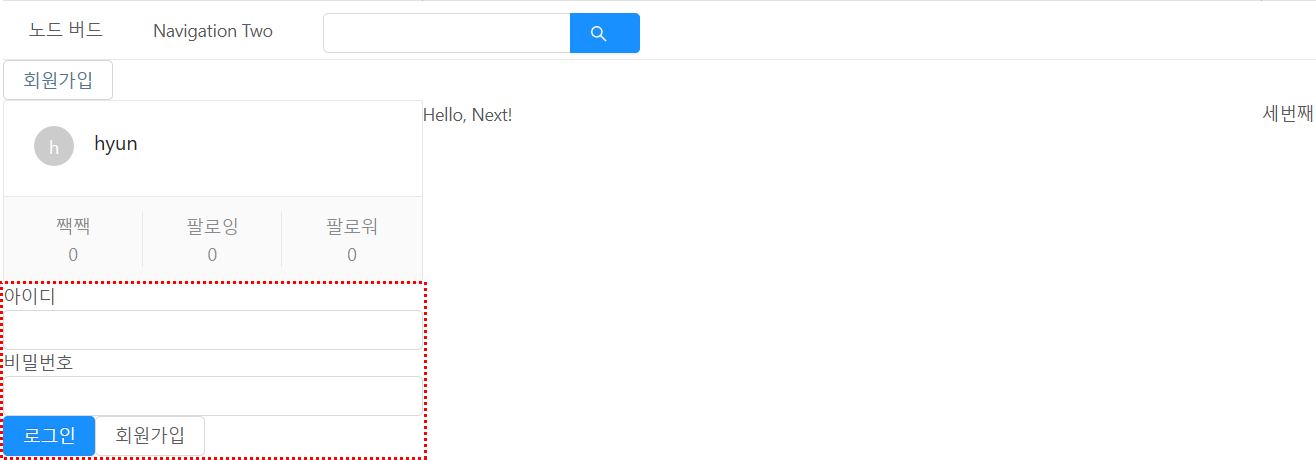 노드 버드 Navigation Two
회원가입
h hyun
Hello, Next!
세번째
짹짹 팔로잉 팔로워
0 0 0
아이디
비밀번호
로그인 회원가입